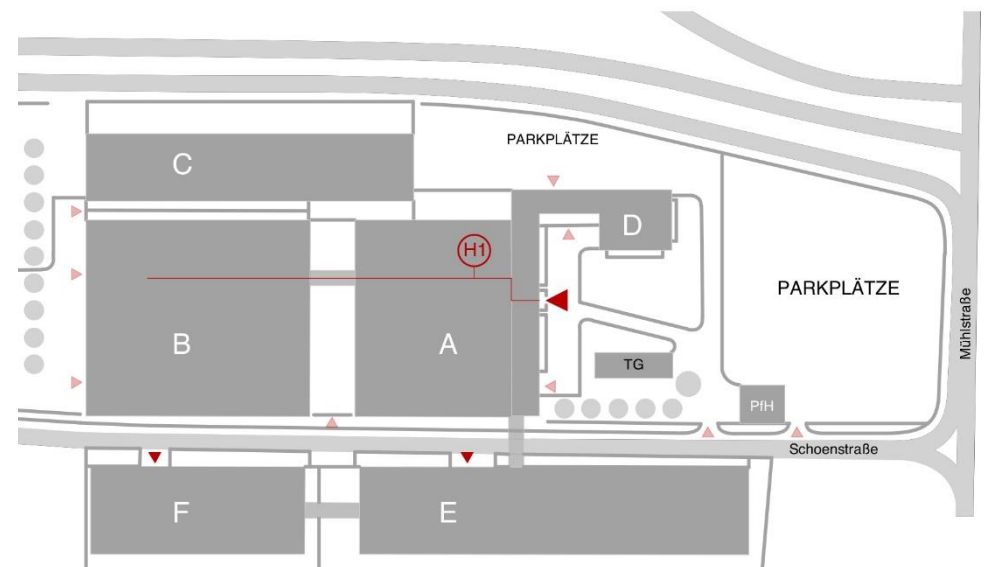 PARKPLÄTZE
C
D
H1
PARKPLÄTZE
Mühlstraße
B
A
TG
PfH
Schoenstraße
F
E